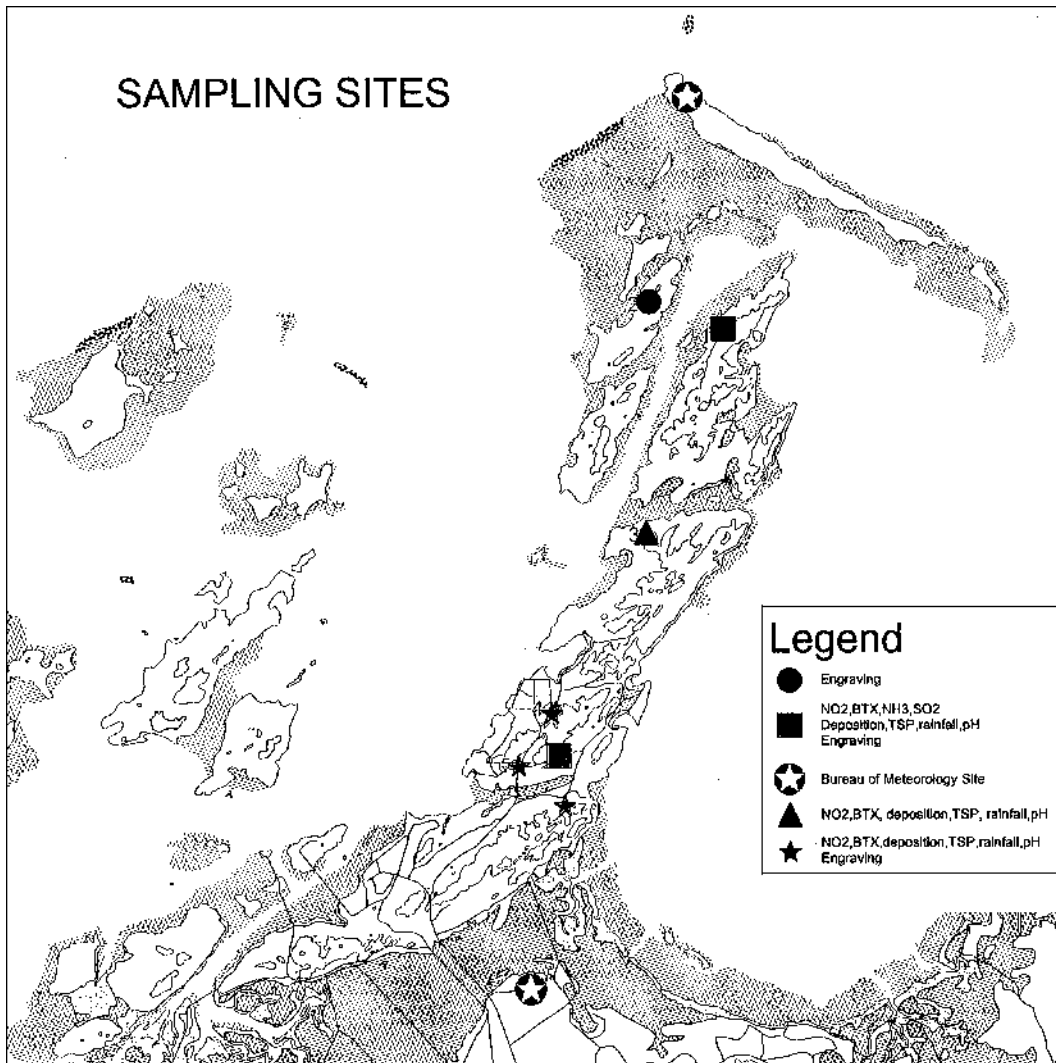 SAMPLING SITES
Legend
Engraving
NO2,BTX,NH3,SO2
Deposition,TSP,rainfall,pH
Engraving
Bureau of Meteorology Site
NO2,BTX, deposition,TSP, rainfall,pH
NO2,BTX,deposition,TSP,rainfall,pH
Engraving